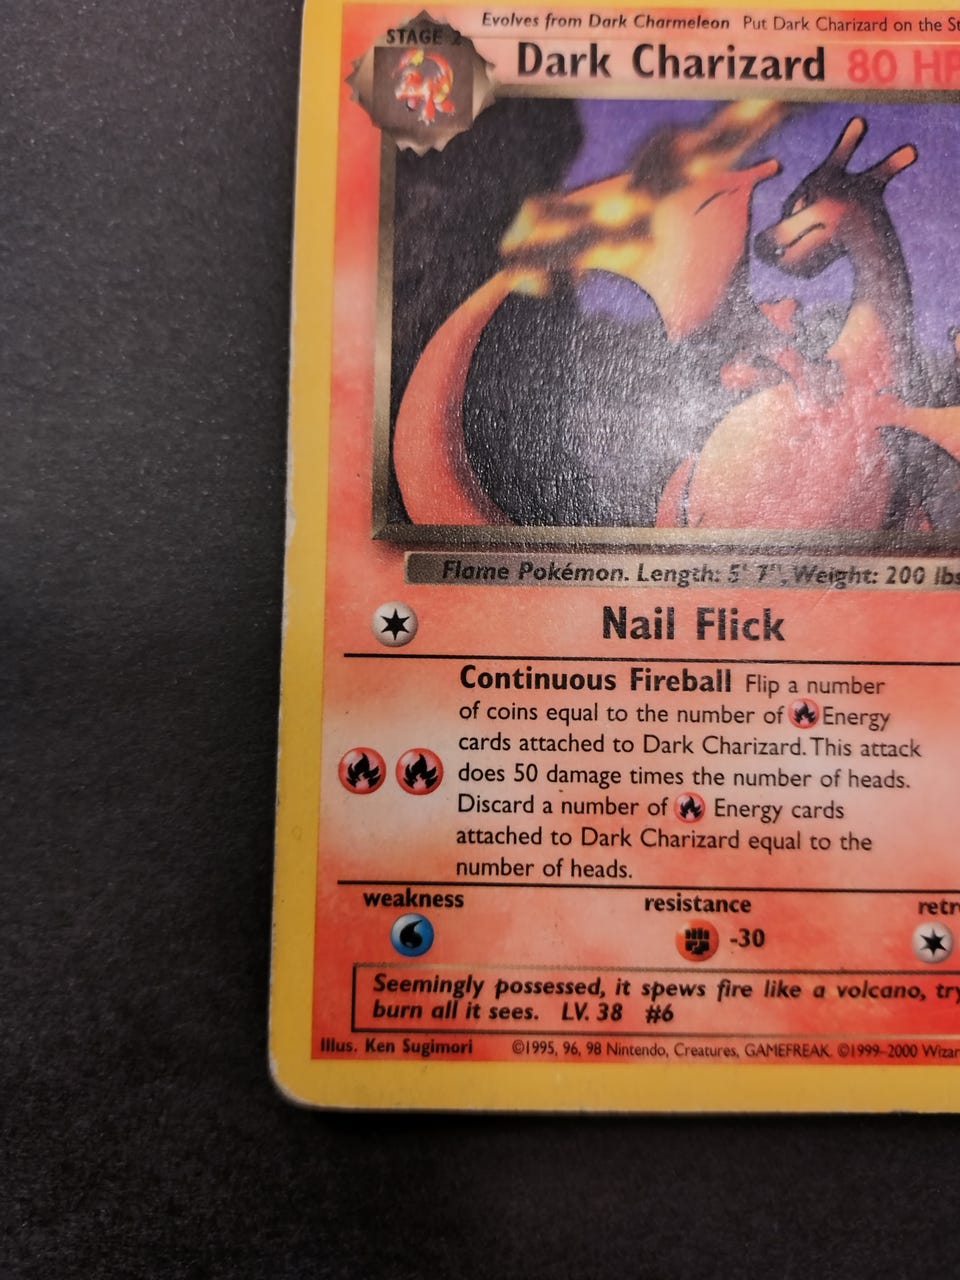 Evolves from Dark Charmeleon Put Dark Charizard on the
STAGE 2
Dark Charizard 80 HP
Flame Pokémon. Length: 5' 7", Weight: 200 lbs
Nail Flick
Continuous Fireball Flip a number
of coins equal to the number of Energy
cards attached to Dark Charizard. This attack
does 50 damage times the number of heads.
Discard a number of Energy cards
attached to Dark Charizard equal to the
number of heads.
weakness resistance retr
-30
Seemingly possessed, it spews fire like a volcano, try
burn all it sees. LV. 38 #6
Illus. Ken Sugimori ©1995, 96, 98 Nintendo, Creatures, GAMEFREAK. ©1999-2000 Wizar